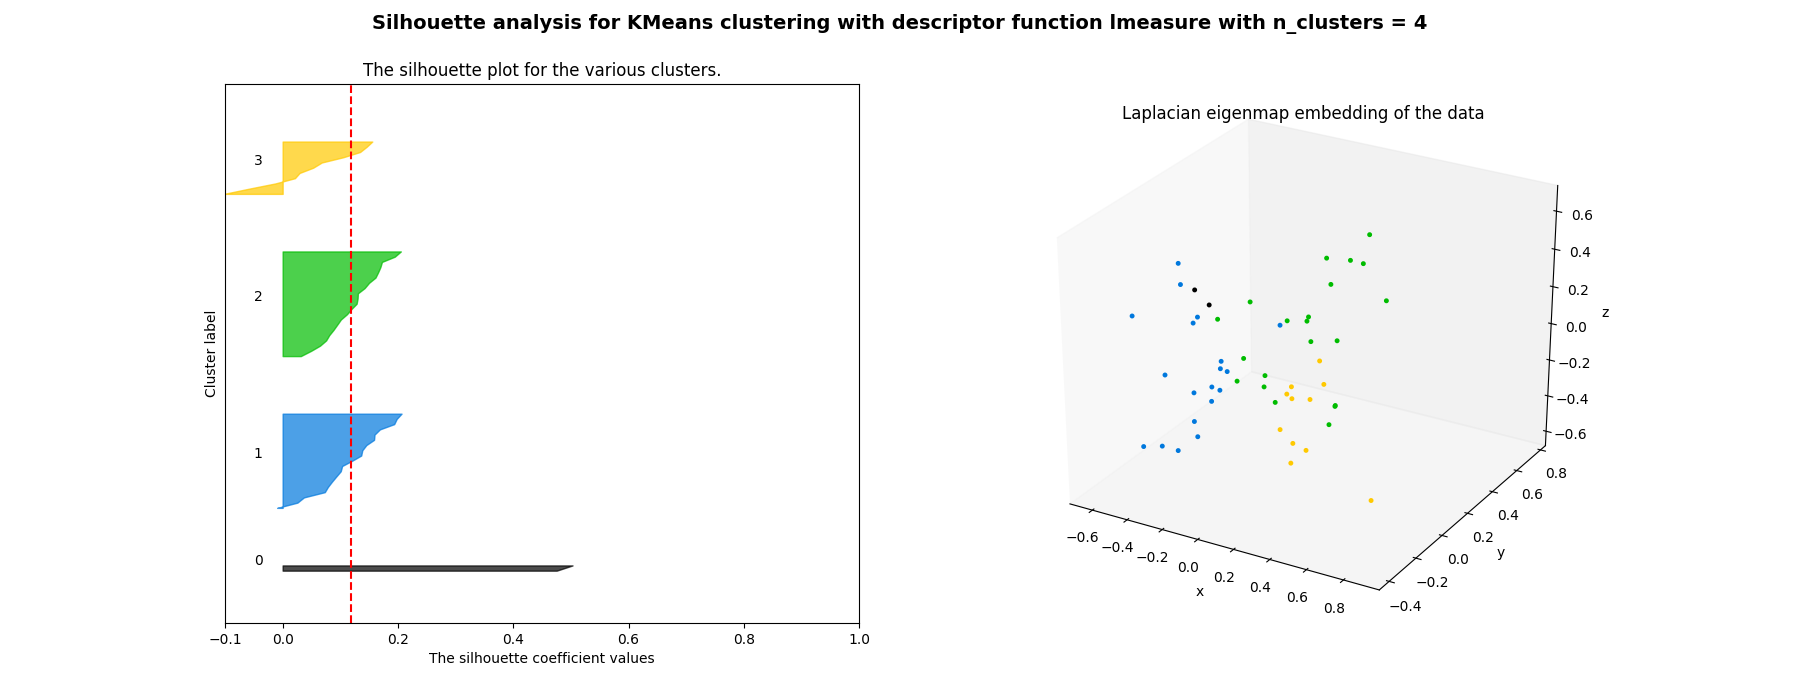 Silhouette analysis for KMeans clustering with descriptor function lmeasure with n_clusters = 4
The silhouette plot for the various clusters.
3
2
1
0
Cluster label
−0.1 0.0 0.2 0.4 0.6 0.8 1.0
The silhouette coefficient values
Laplacian eigenmap embedding of the data
0.6
0.4
0.2
0.0
−0.2
−0.4
−0.6
z
0.8
0.6
0.4
0.2
0.0
−0.2
−0.4
y
−0.6 −0.4 −0.2 0.0 0.2 0.4 0.6 0.8
x